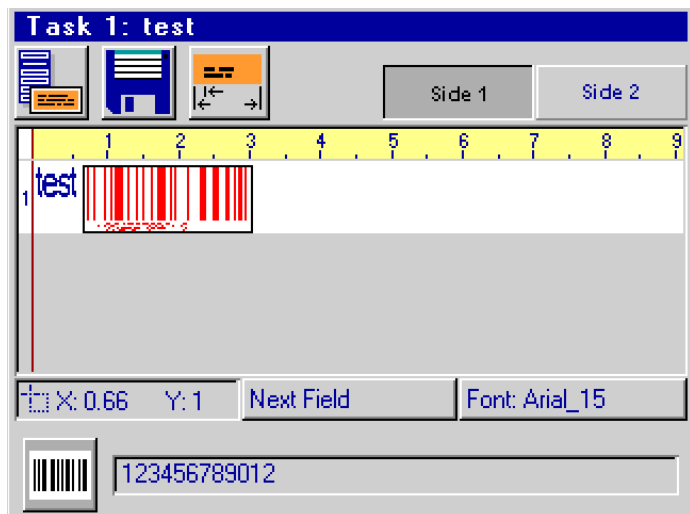 Task 1: test
Side 1 Side 2
1 2 3 4 5 6 7 8 9
1 test
X: 0.66 Y: 1 Next Field Font: Arial_15
123456789012